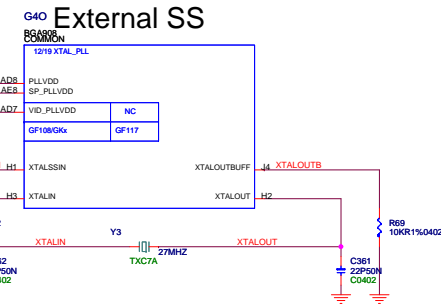 G4O External SS
BGA908
COMMON
12/19 XTAL_PLL
AD8 PLLVDD
AE8 SP_PLLVDD
AD7 VID_PLLVDD NC
GF108/GKx GF117
H1 XTALSSIN XTALOUTBUFF J4 XTALOUTB
H3 XTALIN XTALOUT H2
R69
10KR1%0402
XTALIN Y3 XTALOUT
27MHZ
TXC7A
C361
22P50N
C0402